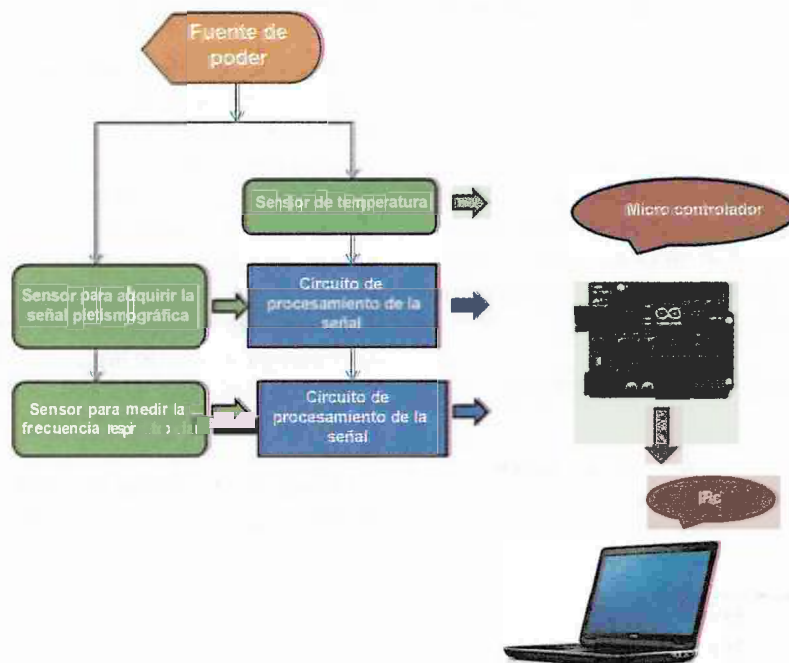 Fuente de
poder
Sensor de temperatura
Micro controlador
Sensor para adquirir la
señal pletismográfica
Circuito de
procesamiento de la
señal
Sensor para medir la
frecuencia
Circuito de
procesamiento de la
señal